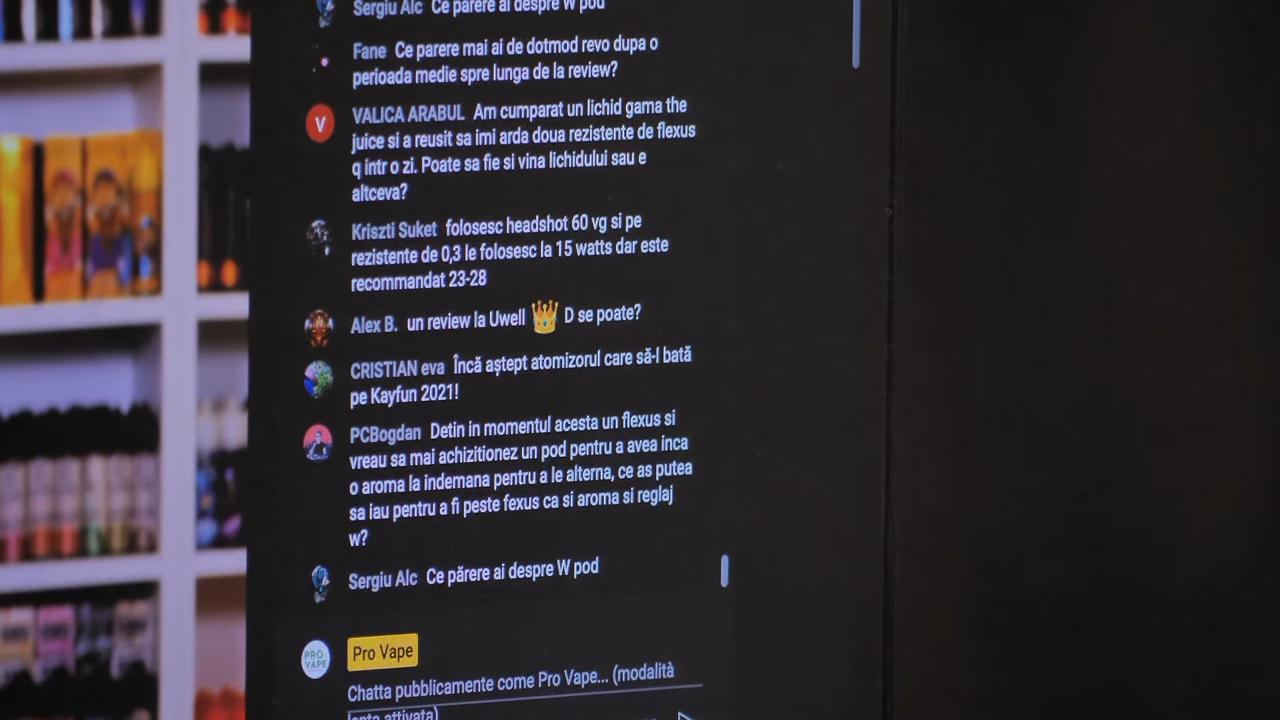 Sergiu Alc Ce părere ai despre W pod
Fane Ce parere mai ai de dotmod revo dupa o
perioada medie spre lunga de la review?
V VALICA ARABUL Am cumparat un lichid gama the
juice si a reusit sa imi arda doua rezistente de flexus
q intr o zi. Poate sa fie si vina lichidului sau e
altceva?
Kriszti Suket folosesc headshot 60 vg si pe
rezistente de 0,3 le folosesc la 15 watts dar este
recomandat 23-28
Alex B. un review la Uwell 👑 D se poate?
CRISTIAN eva Încă aștept atomizorul care să-l bată
pe Kayfun 2021!
PCBogdan Detin in momentul acesta un flexus si
vreau sa mai achizitionez un pod pentru a avea inca
o aroma la indemana pentru a le alterna, ce as putea
sa iau pentru a fi peste fexus ca si aroma si reglaj
w?
Sergiu Alc Ce părere ai despre W pod
PRO VAPE Pro Vape
Chatta pubblicamente come Pro Vape... (modalità
lenta attivata)